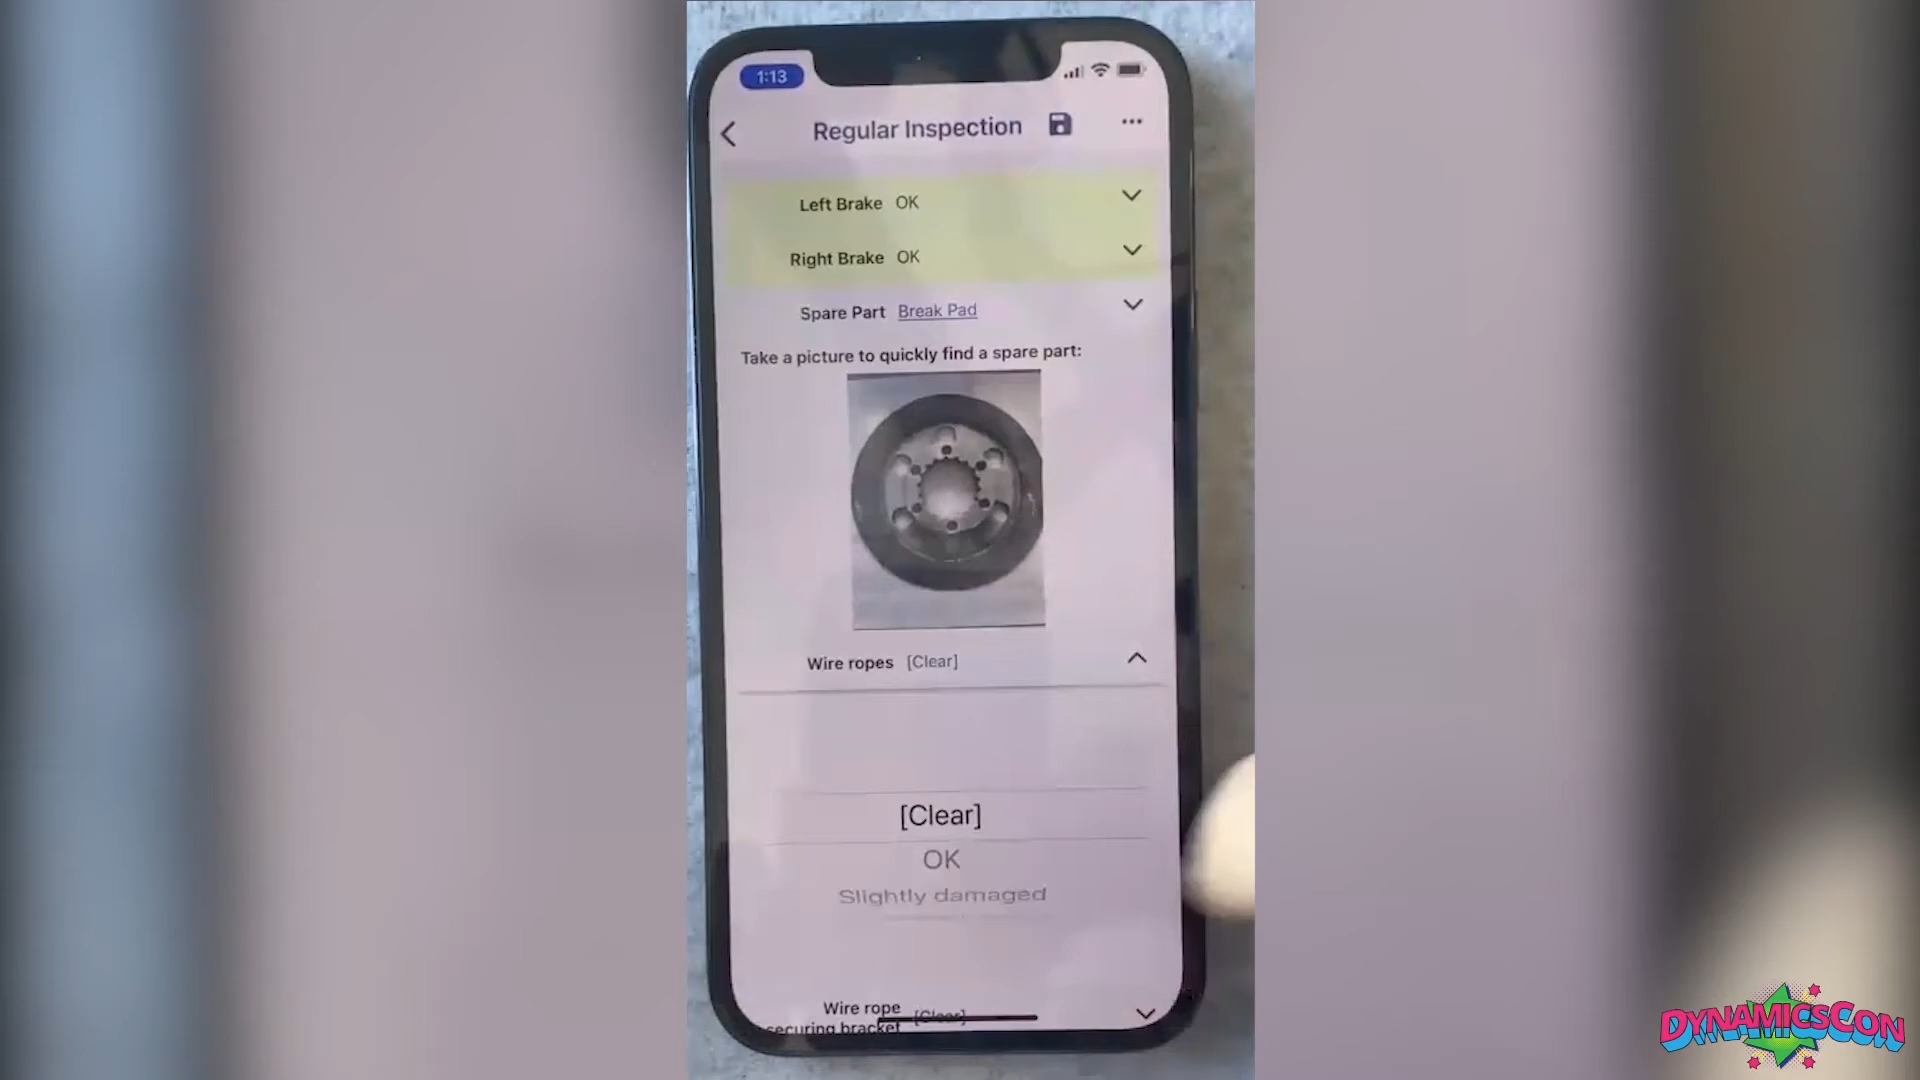 1:13
Regular Inspection
Left Brake OK
Right Brake OK
Spare Part Break Pad
Take a picture to quickly find a spare part:
Wire ropes [Clear]
[Clear]
OK
Slightly damaged
Wire rope
securing bracket [Clear]
DYNAMICSCON